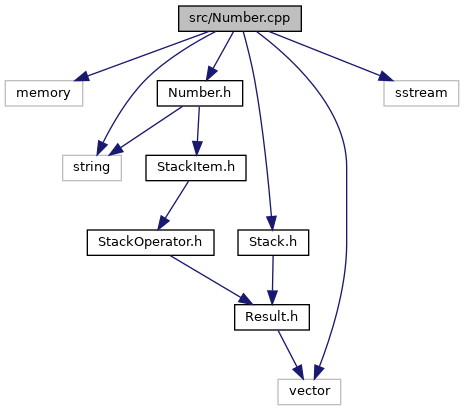 src/Number.cpp
memory
Number.h
sstream
string
StackItem.h
StackOperator.h
Stack.h
Result.h
vector